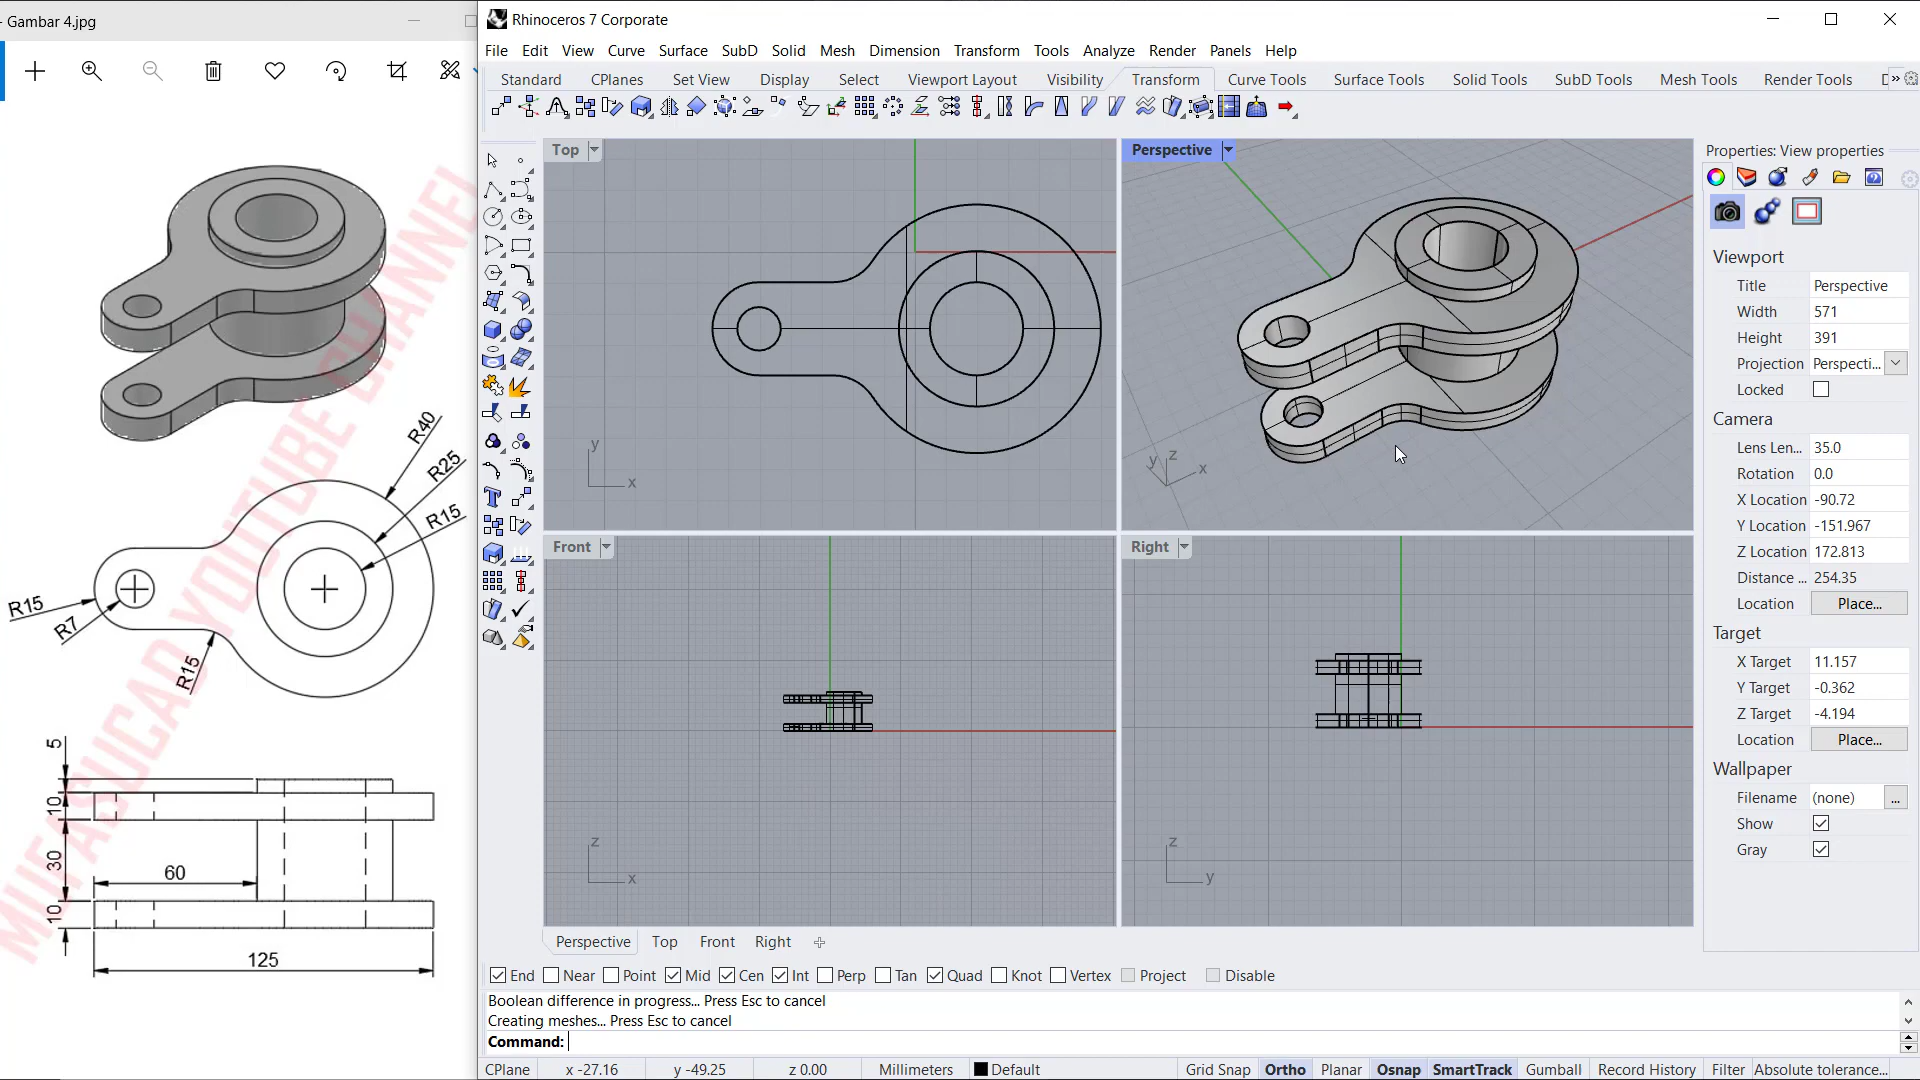 - Gambar 4.jpg
R40
R25
R15
R15
R7
R15
5
10
30
10
60
125
MUFASUCAD YOUTUBE CHANNEL
Rhinoceros 7 Corporate
File Edit View Curve Surface SubD Solid Mesh Dimension Transform Tools Analyze Render Panels Help
Standard CPlanes Set View Display Select Viewport Layout Visibility Transform Curve Tools Surface Tools Solid Tools SubD Tools Mesh Tools Render Tools D »
Top
y
x
Perspective
z
y
x
Front
z
x
Right
z
y
Properties: View properties
Viewport
Title Perspective
Width 571
Height 391
Projection Perspecti...
Locked
Camera
Lens Len... 35.0
Rotation 0.0
X Location -90.72
Y Location -151.967
Z Location 172.813
Distance ... 254.35
Location Place...
Target
X Target 11.157
Y Target -0.362
Z Target -4.194
Location Place...
Wallpaper
Filename (none) ...
Show
Gray
Perspective Top Front Right
End Near Point Mid Cen Int Perp Tan Quad Knot Vertex Project Disable
Boolean difference in progress... Press Esc to cancel
Creating meshes... Press Esc to cancel
Command:
CPlane x -27.16 y -49.25 z 0.00 Millimeters Default Grid Snap Ortho Planar Osnap SmartTrack Gumball Record History Filter Absolute tolerance...